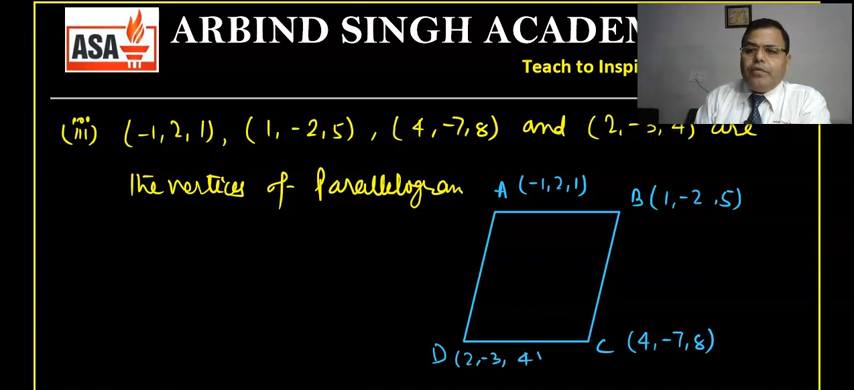 ASA
ARBIND SINGH ACADEM
Teach to Inspi
(iii) (-1, 2, 1), (1, -2, 5), (4, -7, 8) and (2, -3, 4) are
the vertices of Parallelogram
A (-1, 2, 1)
B (1, -2, 5)
D (2, -3, 4)
C (4, -7, 8)